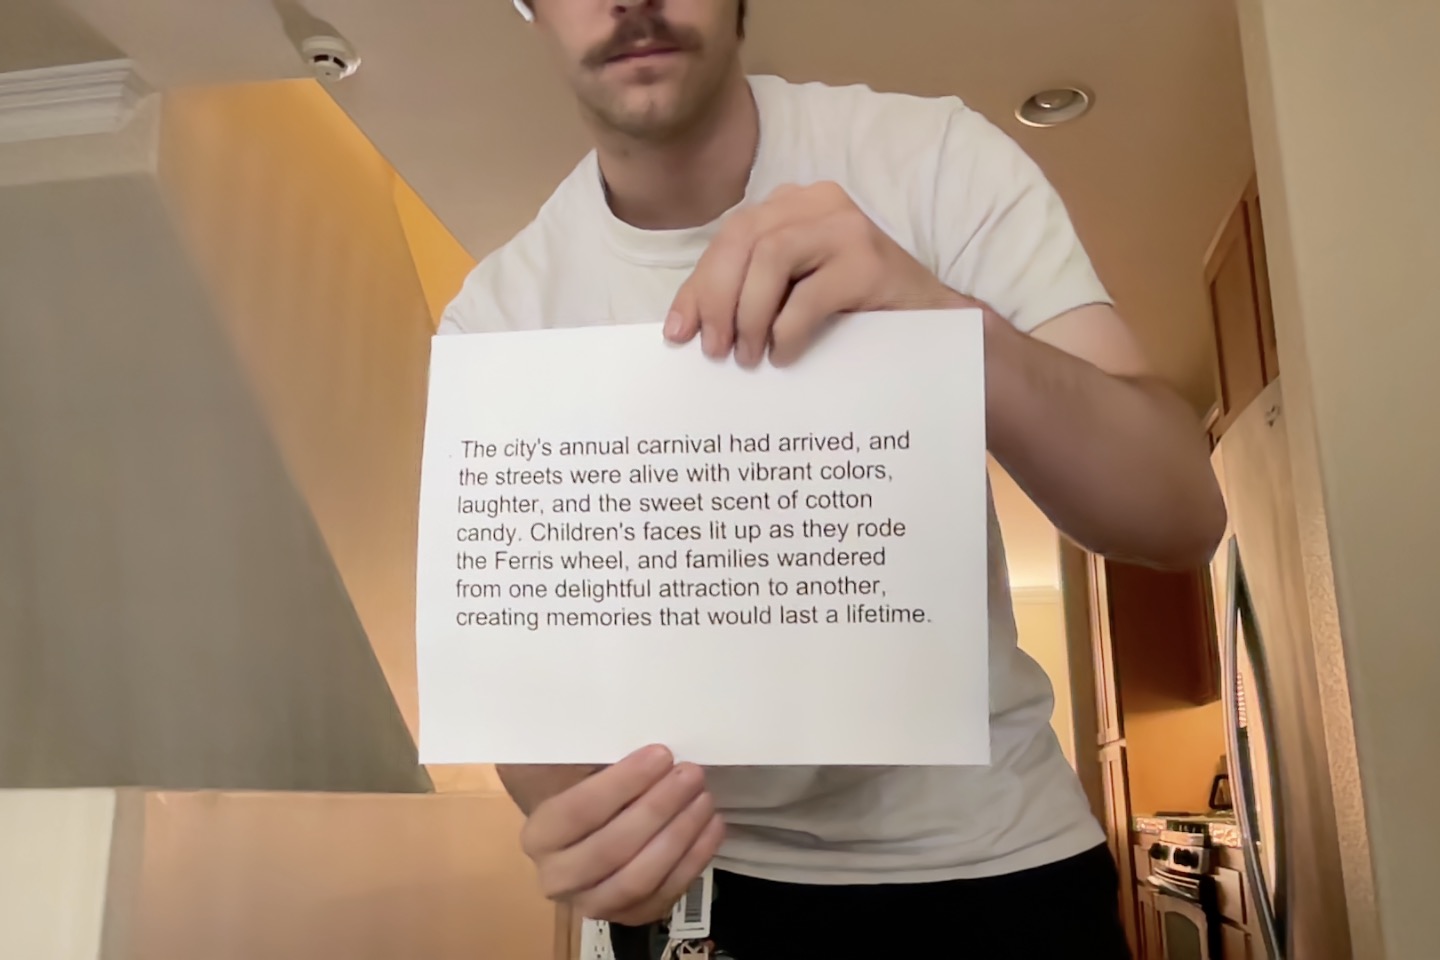 The city's annual carnival had arrived, and
the streets were alive with vibrant colors,
laughter, and the sweet scent of cotton
candy. Children's faces lit up as they rode
the Ferris wheel, and families wandered
from one delightful attraction to another,
creating memories that would last a lifetime.